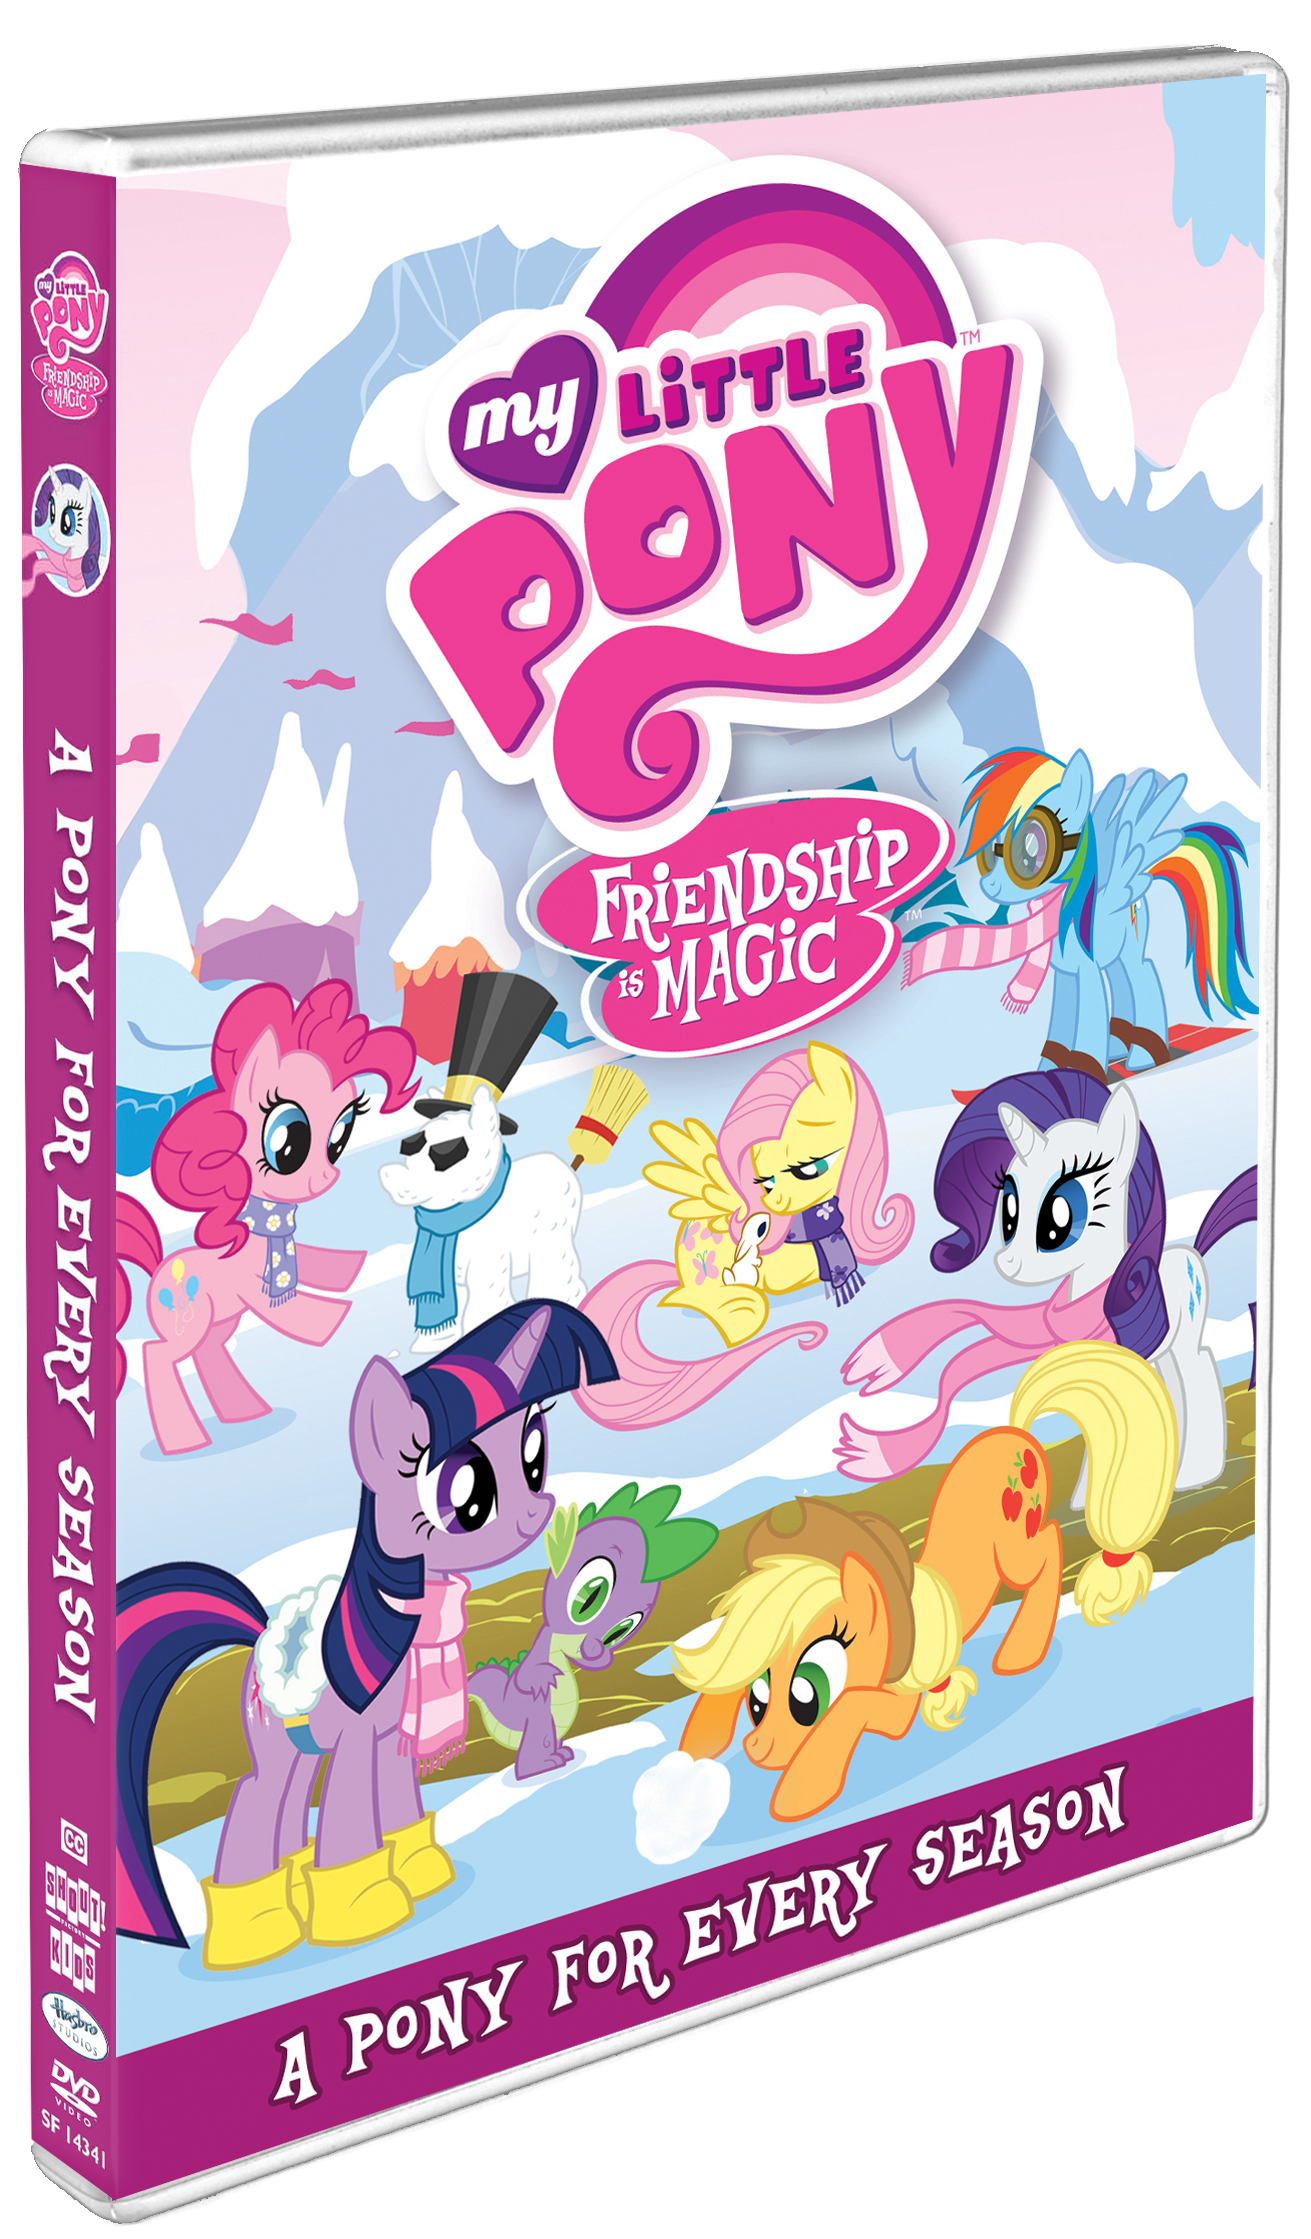 my LiTTLE
PONY
TM
FRiENDSHiP
is MAGiC
TM
A PONY FOR EVERY SEASON
my LiTTLE
PONY
FRiENDSHiP
is MAGiC
A PONY FOR EVERY SEASON
CC
SHOUT!
FACTORY
KIDS
Hasbro
STUDIOS
DVD
VIDEO
SF 14341